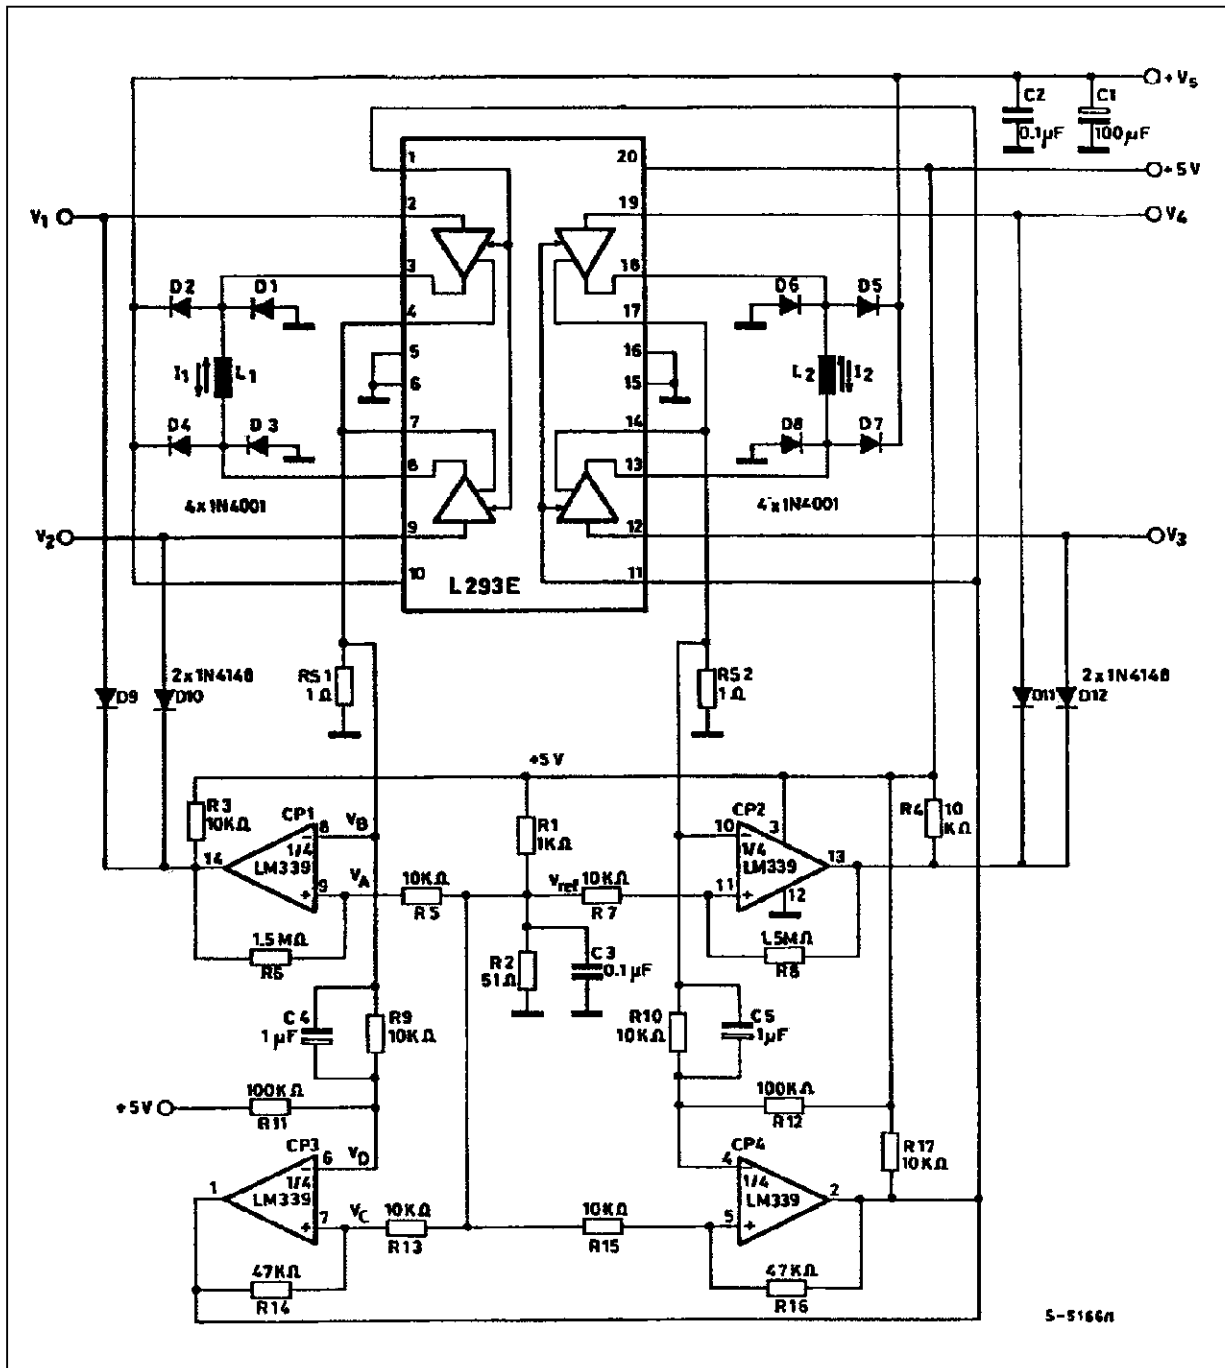 +Vs
C2
0.1µF
C1
100µF
+5V
1
20
V1
2
19
V4
3
18
D2
D1
D6
D5
4
17
5
16
I1
L1
6
15
L2
I2
7
14
D4
D3
D8
D7
8
13
4x1N4001
4x1N4001
9
12
V2
V3
10
11
L293E
RS1
1Ω
RS2
1Ω
2x1N4148
D9
D10
2x1N4148
D11
D12
+5V
R3
10KΩ
CP1
8
VB
1/4
LM339
14
9
VA
R1
1KΩ
CP2
3
10
1/4
LM339
13
11
12
R4
10
KΩ
10KΩ
R5
Vref
10KΩ
R7
1.5MΩ
R6
R2
51Ω
C3
0.1µF
1.5MΩ
R8
C4
1µF
R9
10KΩ
R10
10KΩ
C5
1µF
+5V
100KΩ
R11
100KΩ
R12
R17
10KΩ
CP3
6
VD
1/4
LM339
1
7
VC
CP4
4
1/4
LM339
2
5
10KΩ
R13
10KΩ
R15
47KΩ
R14
47KΩ
R16
S-5166/1